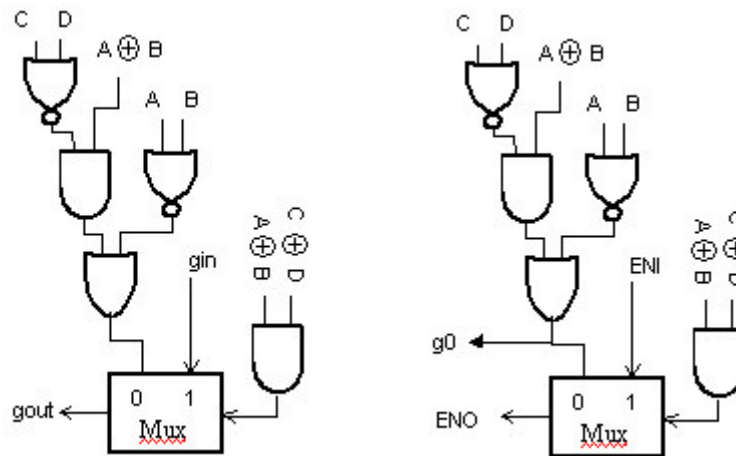 C D
A ⊕ B
A B
A ⊕ B
C ⊕ D
gin
0 1
gout
Mux
C D
A ⊕ B
A B
A ⊕ B
C ⊕ D
ENI
g0
0 1
ENO
Mux